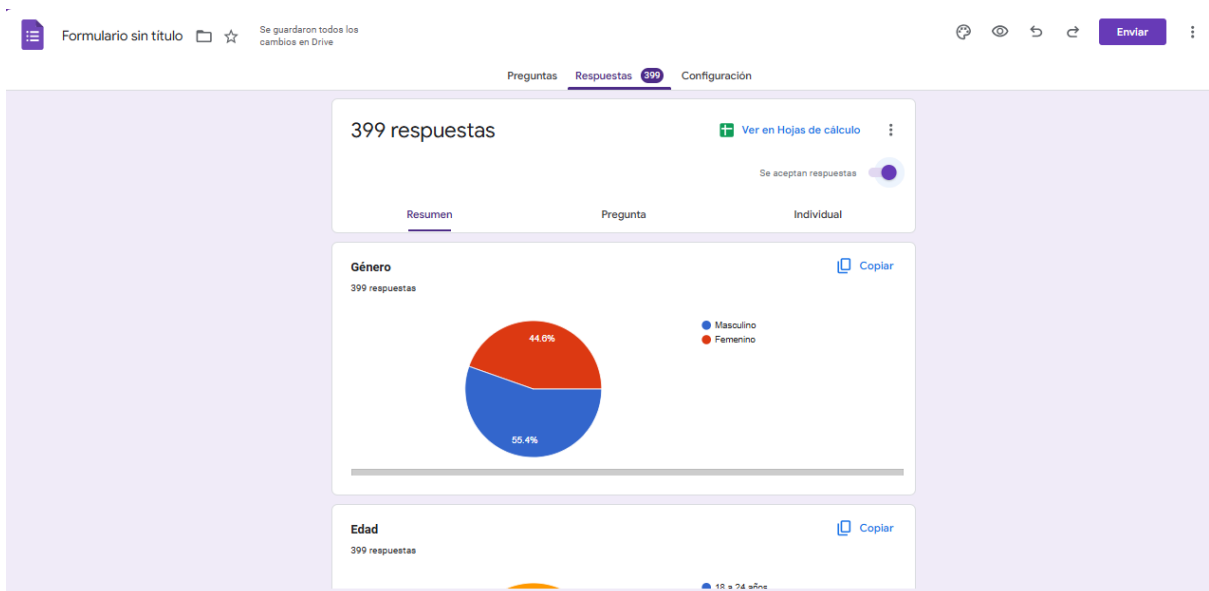 Formulario sin título
Se guardaron todos los
cambios en Drive
Enviar
Preguntas Respuestas 399 Configuración
399 respuestas
Ver en Hojas de cálculo
Se aceptan respuestas
Resumen Pregunta Individual
Género
Copiar
399 respuestas
44.6%
55.4%
Masculino
Femenino
Edad
Copiar
399 respuestas
18 a 24 años